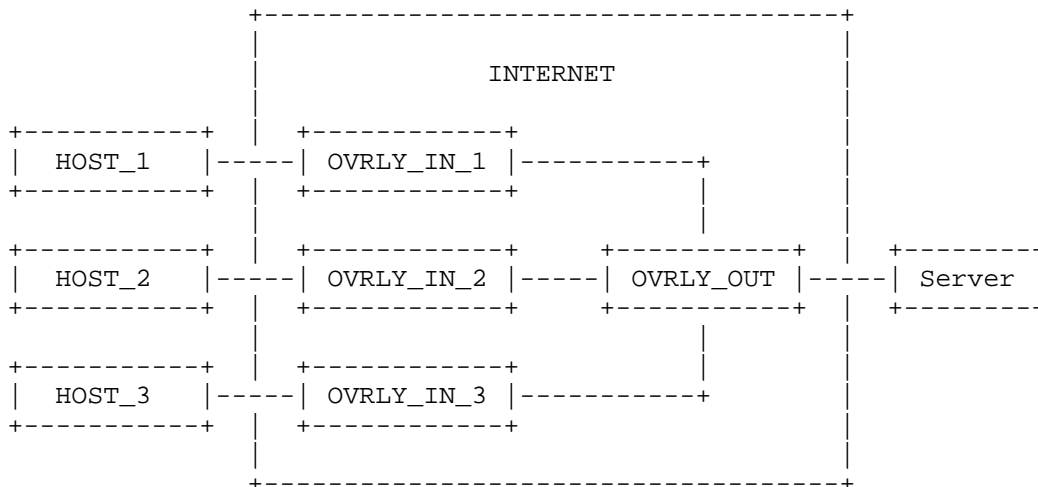 INTERNET
HOST_1 OVRLY_IN_1
HOST_2 OVRLY_IN_2 OVRLY_OUT Server
HOST_3 OVRLY_IN_3